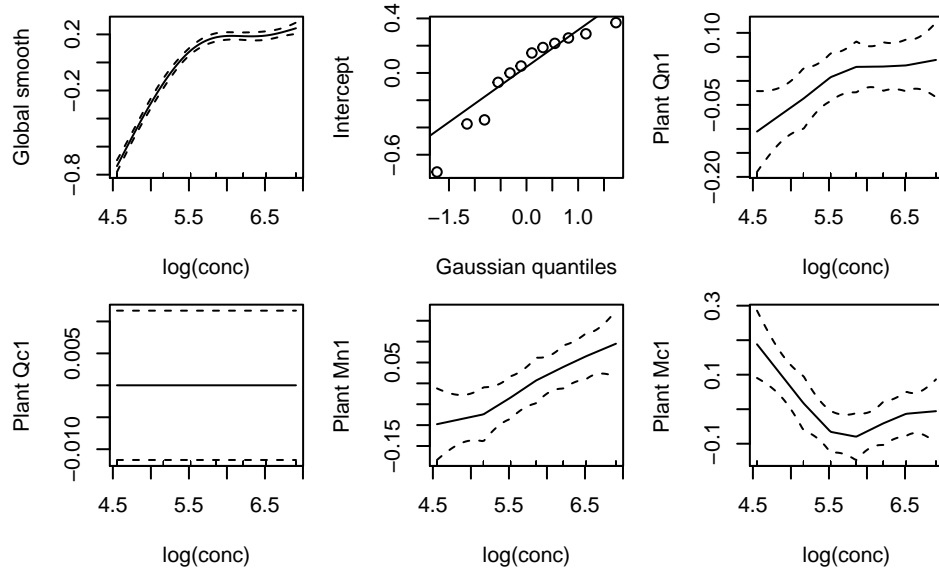 Global smooth
0.2
−0.2
−0.8
4.5 5.5 6.5
log(conc)
Intercept
0.4
0.0
−0.6
−1.5 0.0 1.0
Gaussian quantiles
Plant Qn1
0.10
−0.05
−0.20
4.5 5.5 6.5
log(conc)
Plant Qc1
0.005
−0.010
4.5 5.5 6.5
log(conc)
Plant Mn1
0.05
−0.15
4.5 5.5 6.5
log(conc)
Plant Mc1
0.3
0.1
−0.1
4.5 5.5 6.5
log(conc)